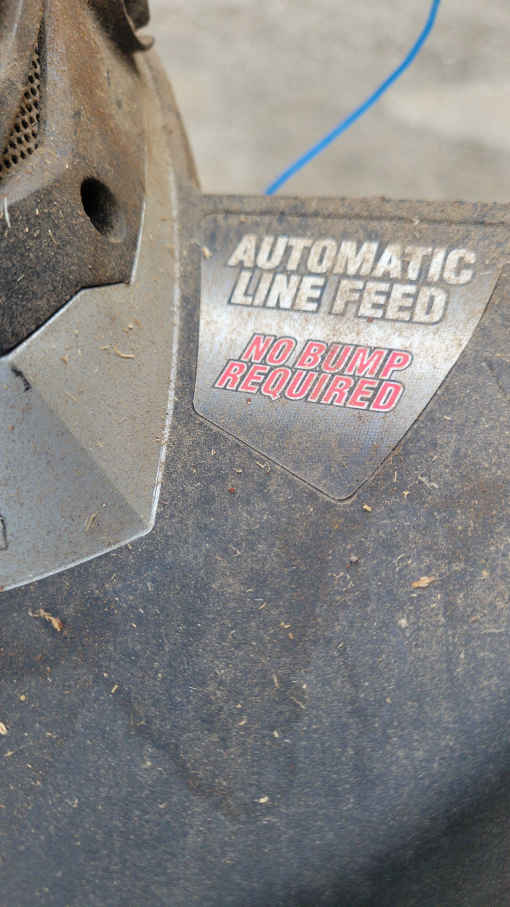 AUTOMATIC
LINE FEED
NO BUMP
REQUIRED